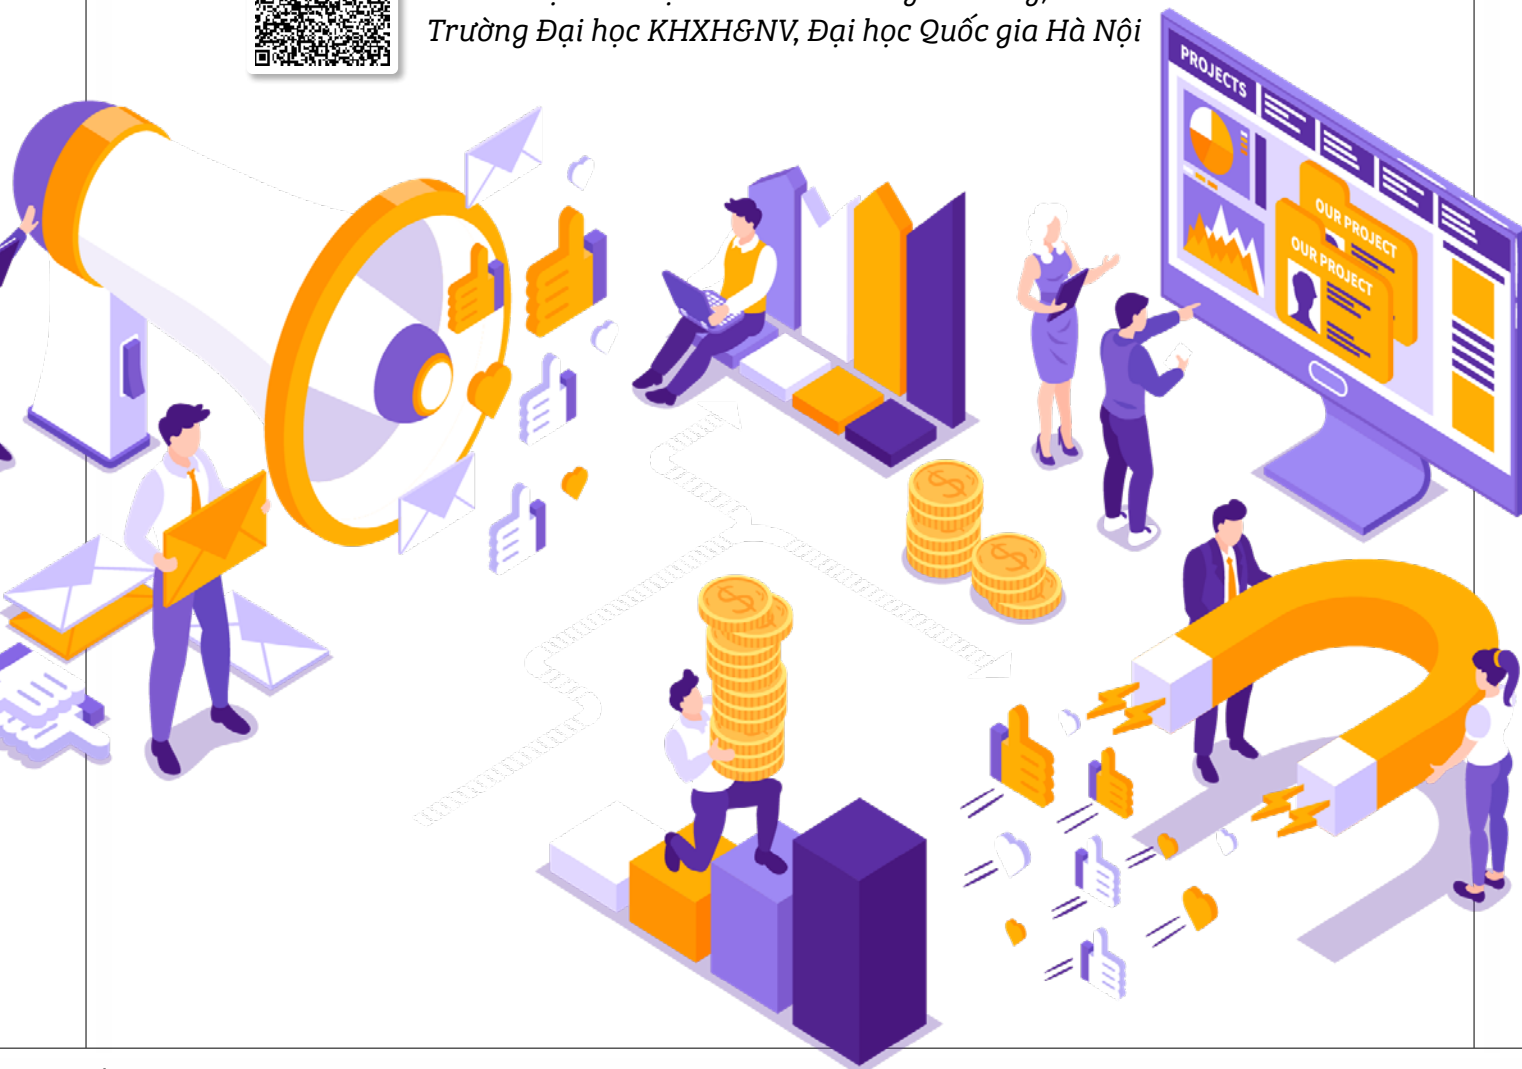 Trường Đại học KHXH&NV, Đại học Quốc gia Hà Nội
PROJECTS
OUR PROJECT
OUR PROJECT